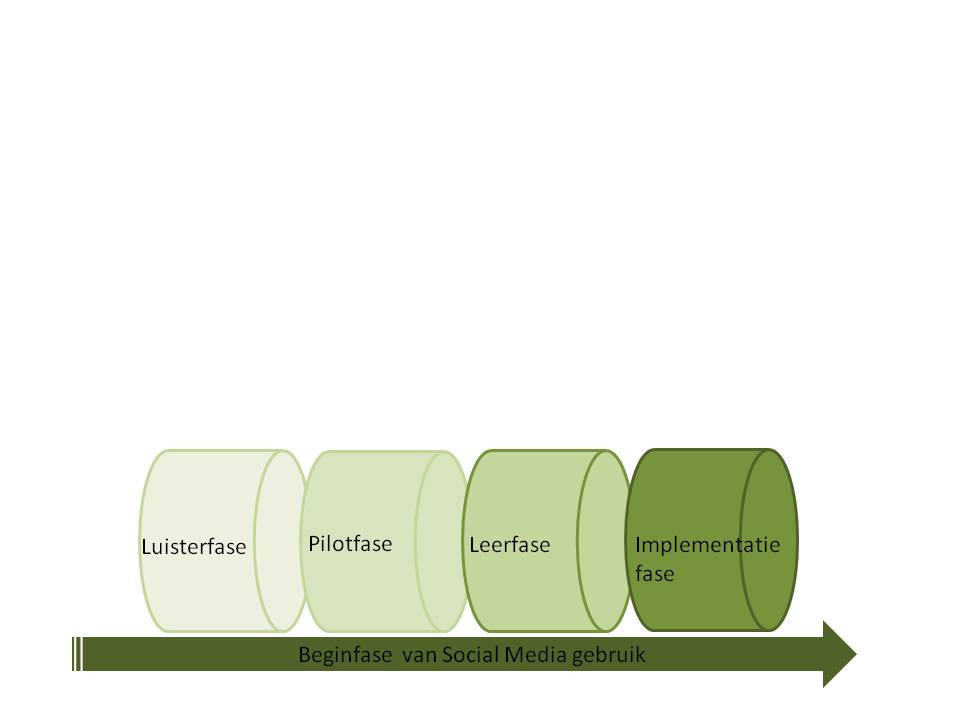 Luisterfase
Pilotfase
Leerfase
Implementatie
fase
Beginfase van Social Media gebruik